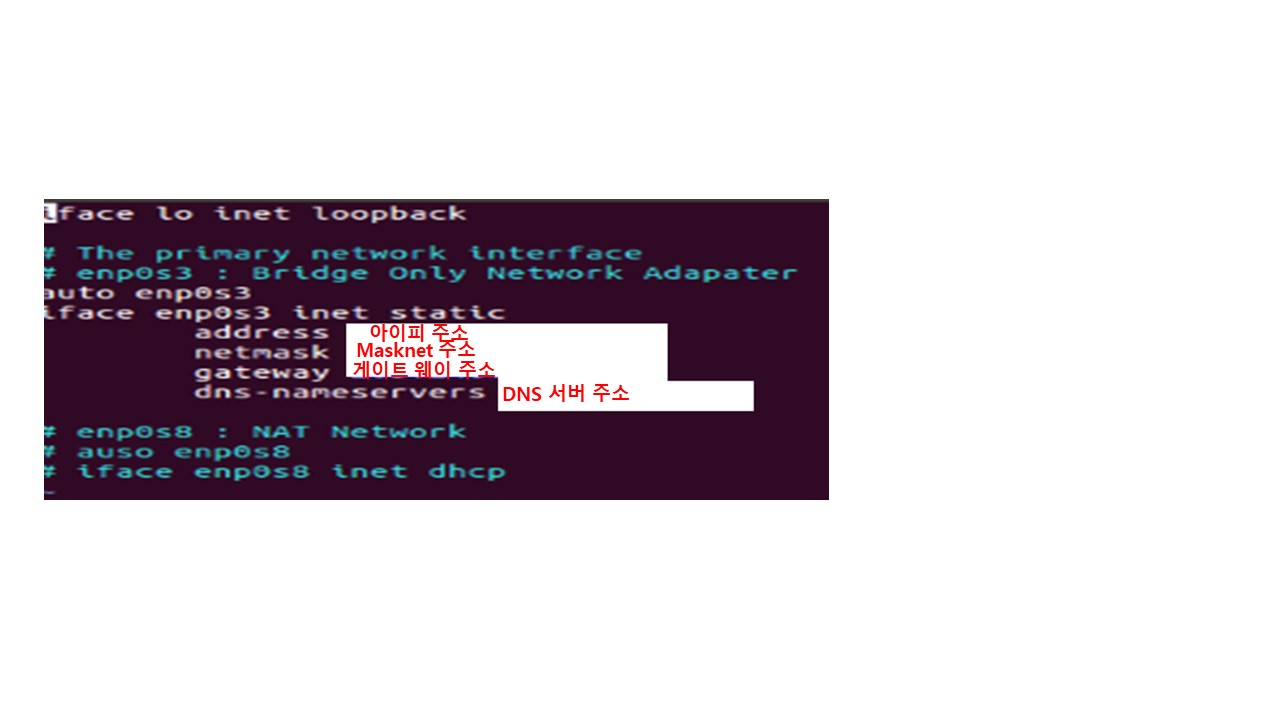 iface lo inet loopback
# The primary network interface
# enp0s3 : Bridge Only Network Adapater
auto enp0s3
iface enp0s3 inet static
address 아이피 주소
netmask Masknet 주소
gateway 게이트 웨이 주소
dns-nameservers DNS 서버 주소
# enp0s8 : NAT Network
# auso enp0s8
# iface enp0s8 inet dhcp
~